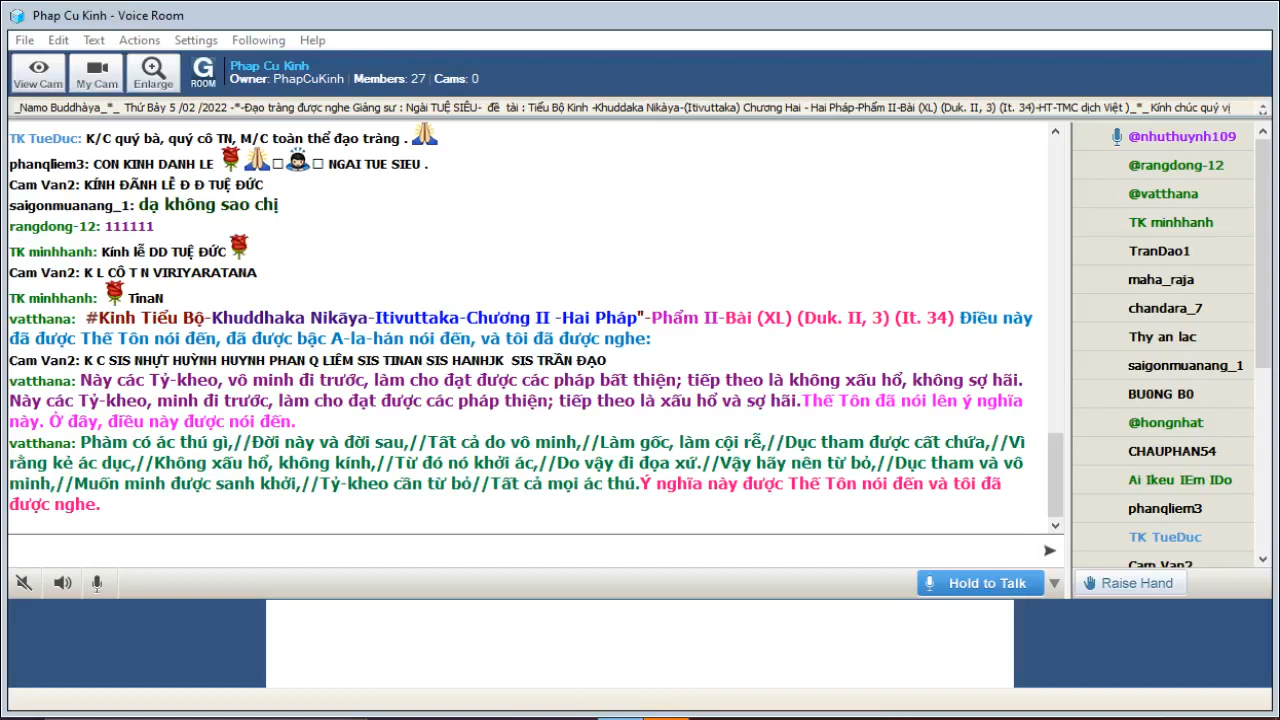 Phap Cu Kinh - Voice Room
File Edit Text Actions Settings Following Help
View Cam My Cam Enlarge G ROOM Phap Cu Kinh
Owner: PhapCuKinh Members: 27 Cams: 0
_Namo Buddhàya_*_ Thứ Bảy 5 /02 /2022 -*-Đạo tràng được nghe Giảng sư : Ngài TUỆ SIÊU- đề tài : Tiểu Bộ Kinh -Khuddaka Nikàya-(Itivuttaka) Chương Hai - Hai Pháp-Phẩm II-Bài (XL) (Duk. II, 3) (It. 34)-HT-TMC dịch Việt )_*_ Kính chúc quý vị
TK TueDuc: K/C quý bà, quý cô TN, M/C toàn thể đạo tràng .
phanqliem3: CON KINH DANH LE NGAI TUE SIEU .
Cam Van2: KÍNH ĐÃNH LỄ Đ Đ TUỆ ĐỨC
saigonmuanang_1: dạ không sao chị
rangdong-12: 111111
TK minhhanh: Kính lễ DD TUỆ ĐỨC
Cam Van2: K L CÔ T N VIRIYARATANA
TK minhhanh: TinaN
vatthana: #Kinh Tiểu Bộ-Khuddhaka Nikāya-Itivuttaka-Chương II -Hai Pháp"-Phẩm II-Bài (XL) (Duk. II, 3) (It. 34) Điều này
đã được Thế Tôn nói đến, đã được bậc A-la-hán nói đến, và tôi đã được nghe:
Cam Van2: K C SIS NHỰT HUỲNH HUYNH PHAN Q LIÊM SIS TINAN SIS HANHJK SIS TRẦN ĐẠO
vatthana: Này các Tỷ-kheo, vô minh đi trước, làm cho đạt được các pháp bất thiện; tiếp theo là không xấu hổ, không sợ hãi.
Này các Tỷ-kheo, minh đi trước, làm cho đạt được các pháp thiện; tiếp theo là xấu hổ và sợ hãi.Thế Tôn đã nói lên ý nghĩa
này. Ở đây, điều này được nói đến.
vatthana: Phàm có ác thú gì,//Đời này và đời sau,//Tất cả do vô minh,//Làm gốc, làm cội rễ,//Dục tham được cất chứa,//Vì
rằng kẻ ác dục,//Không xấu hổ, không kính,//Từ đó nó khởi ác,//Do vậy đi đọa xứ.//Vậy hãy nên từ bỏ,//Dục tham và vô
minh,//Muốn minh được sanh khởi,//Tỷ-kheo cần từ bỏ//Tất cả mọi ác thú.Ý nghĩa này được Thế Tôn nói đến và tôi đã
được nghe.
@nhuthuynh109
@rangdong-12
@vatthana
TK minhhanh
TranDao1
maha_raja
chandara_7
Thy an lac
saigonmuanang_1
BU0NG B0
@hongnhat
CHAUPHAN54
Ai Ikeu IEm IDo
phanqliem3
TK TueDuc
Cam Van2
Hold to Talk
Raise Hand